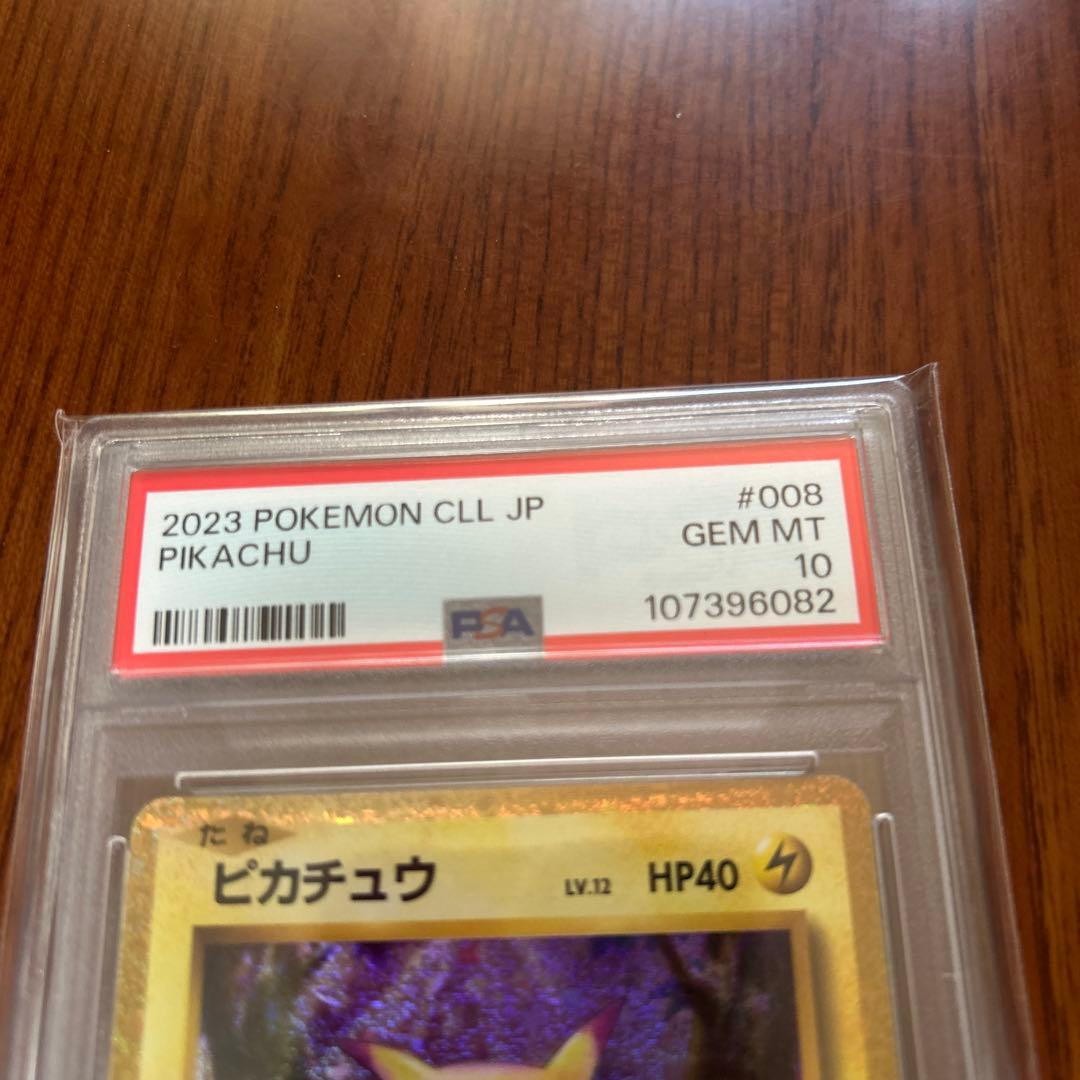 2023 POKEMON CLL JP #008
PIKACHU GEM MT
10
PSA 107396082
たね
ピカチュウ LV.12 HP40